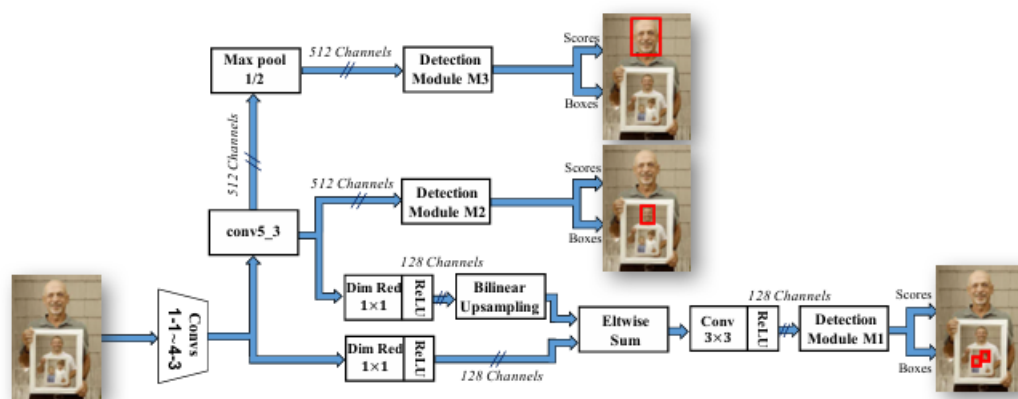 512 Channels
Max pool
1/2
Detection
Module M3
Scores
Boxes
512 Channels
512 Channels
conv5_3
Detection
Module M2
Scores
Boxes
128 Channels
Dim Red
1×1
ReLU
Bilinear
Upsampling
Convs
1-1~4-3
Dim Red
1×1
ReLU
128 Channels
Eltwise
Sum
Conv
3×3
ReLU
128 Channels
Detection
Module M1
Scores
Boxes